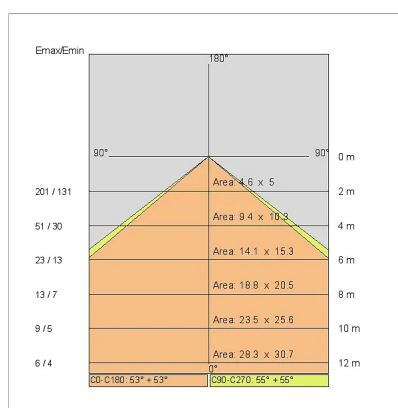 Emax/Emin
180°
90°
90°
0 m
Area: 4.6 x 5
201 / 131
2 m
Area: 9.4 x 10.3
51 / 30
4 m
Area: 14.1 x 15.3
23 / 13
6 m
Area: 18.8 x 20.5
13 / 7
8 m
Area: 23.5 x 25.6
9 / 5
10 m
Area: 28.3 x 30.7
6 / 4
12 m
0°
C0-C180: 53° + 53°
C90-C270: 55° + 55°